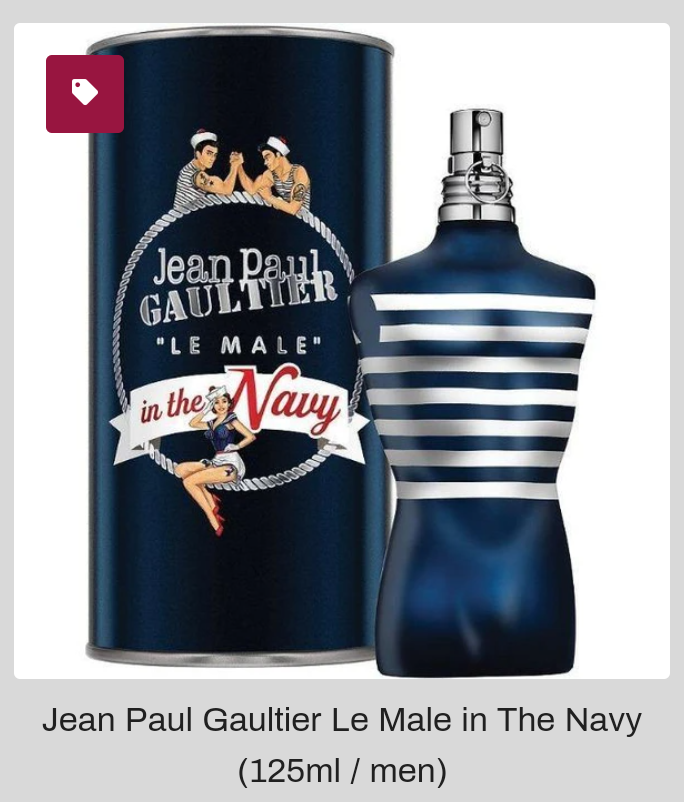 Jean Paul
GAULTIER
"LE MALE"
in the Navy
Jean Paul Gaultier Le Male in The Navy
(125ml / men)